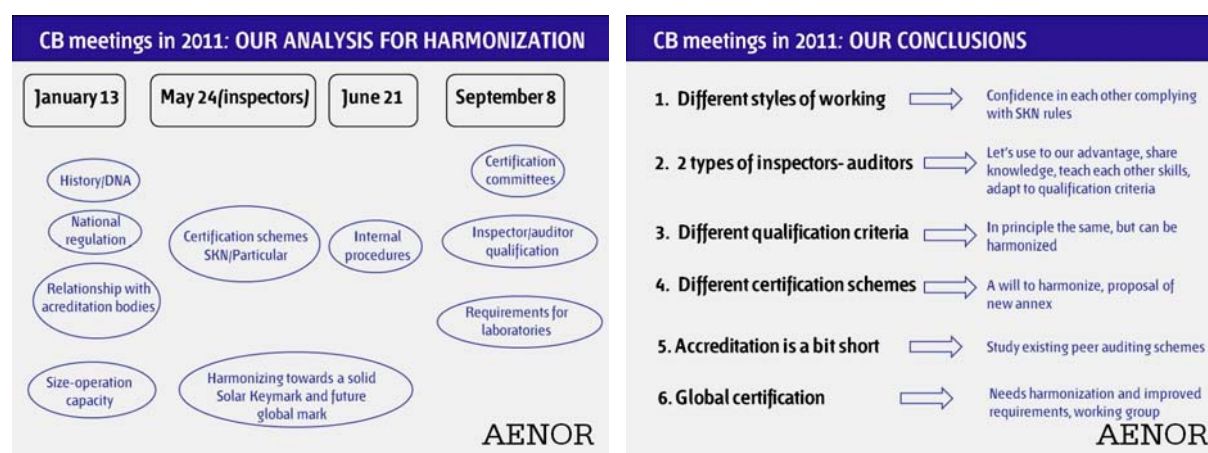 CB meetings in 2011: OUR ANALYSIS FOR HARMONIZATION
January 13
May 24(inspectors)
June 21
September 8
History/DNA
National
regulation
Relationship with
acreditation bodies
Size-operation
capacity
Certification schemes
SKN/Particular
Harmonizing towards a solid
Solar Keymark and future
global mark
Internal
procedures
Certification
committees
Inspector/auditor
qualification
Requirements for
laboratories
AENOR
CB meetings in 2011: OUR CONCLUSIONS
1. Different styles of working
Confidence in each other complying
with SKN rules
2. 2 types of inspectors- auditors
Let's use to our advantage, share
knowledge, teach each other skills,
adapt to qualification criteria
3. Different qualification criteria
In principle the same, but can be
harmonized
4. Different certification schemes
A will to harmonize, proposal of
new annex
5. Accreditation is a bit short
Study existing peer auditing schemes
6. Global certification
Needs harmonization and improved
requirements, working group
AENOR